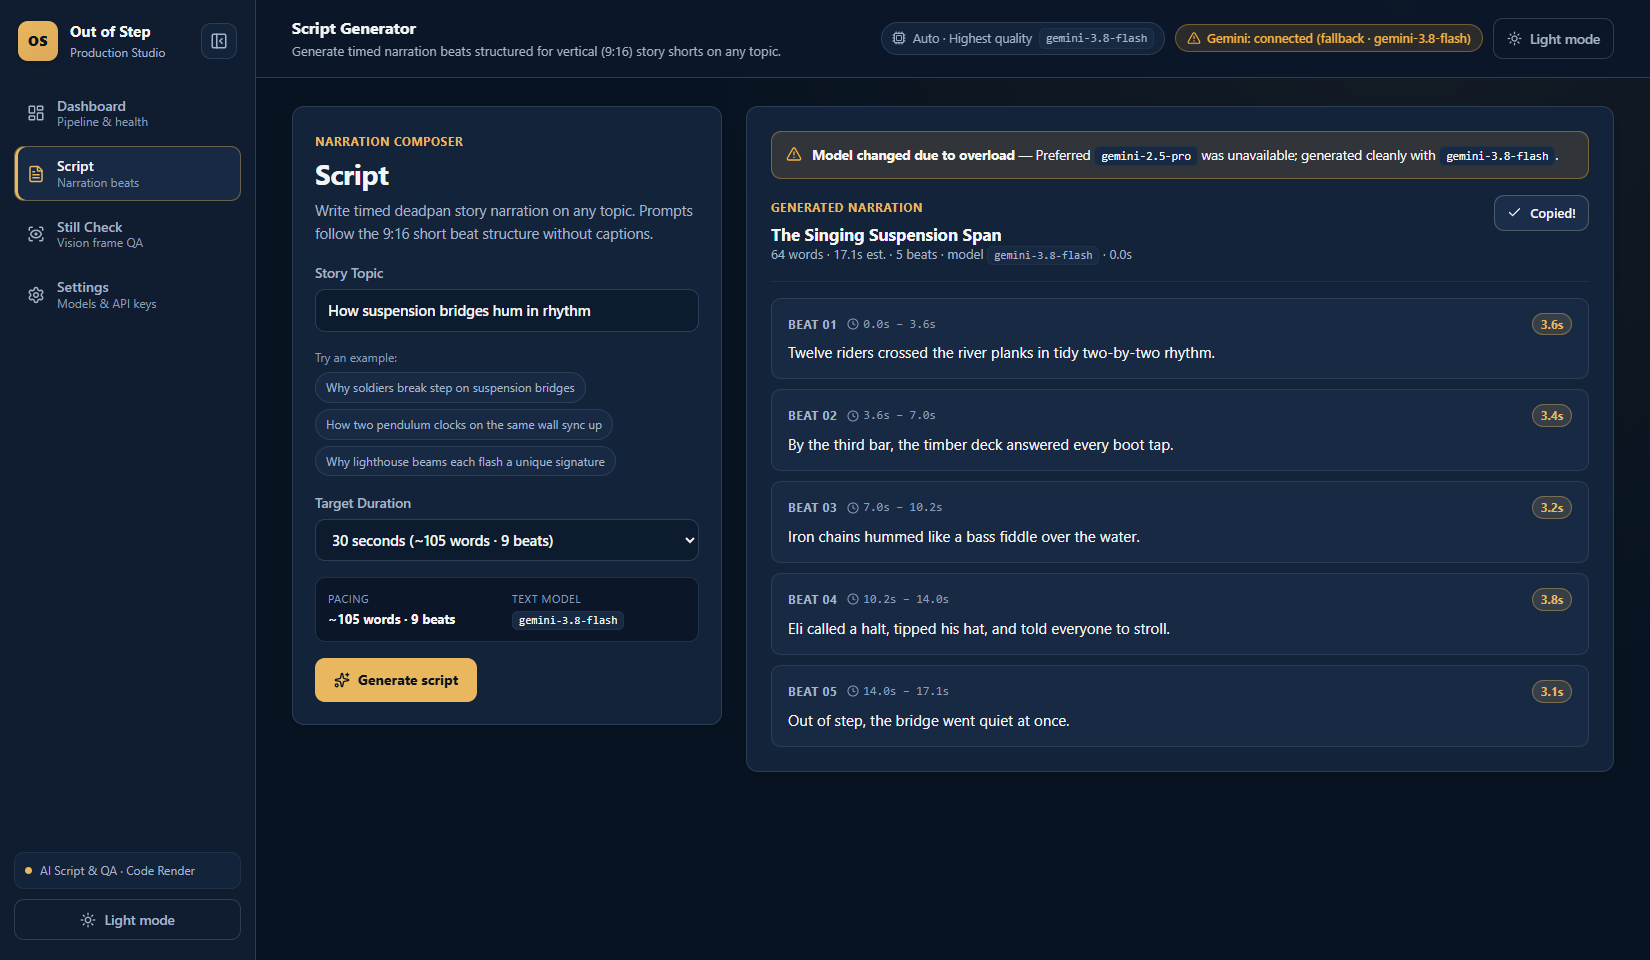 OS
Out of Step
Production Studio
Dashboard
Pipeline & health
Script
Narration beats
Still Check
Vision frame QA
Settings
Models & API keys
AI Script & QA · Code Render
Light mode
Script Generator
Generate timed narration beats structured for vertical (9:16) story shorts on any topic.
Auto · Highest quality gemini-3.8-flash
Gemini: connected (fallback · gemini-3.8-flash)
Light mode
NARRATION COMPOSER
Script
Write timed deadpan story narration on any topic. Prompts
follow the 9:16 short beat structure without captions.
Story Topic
How suspension bridges hum in rhythm
Try an example:
Why soldiers break step on suspension bridges
How two pendulum clocks on the same wall sync up
Why lighthouse beams each flash a unique signature
Target Duration
30 seconds (~105 words · 9 beats)
PACING
~105 words · 9 beats
TEXT MODEL
gemini-3.8-flash
Generate script
Model changed due to overload — Preferred gemini-2.5-pro was unavailable; generated cleanly with gemini-3.8-flash .
GENERATED NARRATION
Copied!
The Singing Suspension Span
64 words · 17.1s est. · 5 beats · model gemini-3.8-flash · 0.0s
BEAT 01 0.0s – 3.6s
3.6s
Twelve riders crossed the river planks in tidy two-by-two rhythm.
BEAT 02 3.6s – 7.0s
3.4s
By the third bar, the timber deck answered every boot tap.
BEAT 03 7.0s – 10.2s
3.2s
Iron chains hummed like a bass fiddle over the water.
BEAT 04 10.2s – 14.0s
3.8s
Eli called a halt, tipped his hat, and told everyone to stroll.
BEAT 05 14.0s – 17.1s
3.1s
Out of step, the bridge went quiet at once.